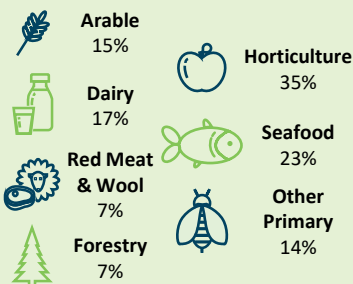 Arable
15%
Dairy
17%
Red Meat
& Wool
7%
Forestry
7%
Horticulture
35%
Seafood
23%
Other
Primary
14%